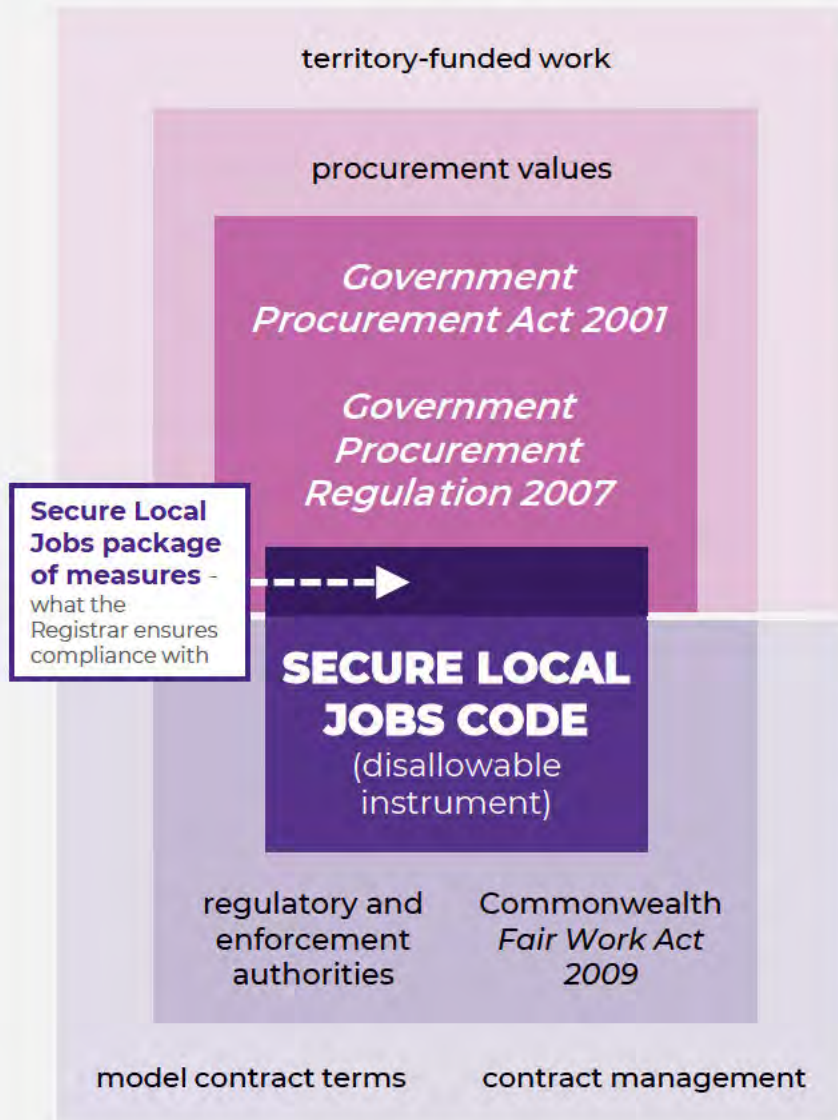 territory-funded work
procurement values
Government
Procurement Act 2001
Government
Procurement
Regulation 2007
Secure Local
Jobs package
of measures -
what the
Registrar ensures
compliance with
SECURE LOCAL
JOBS CODE
(disallowable
instrument)
regulatory and
enforcement
authorities
Commonwealth
Fair Work Act
2009
model contract terms
contract management